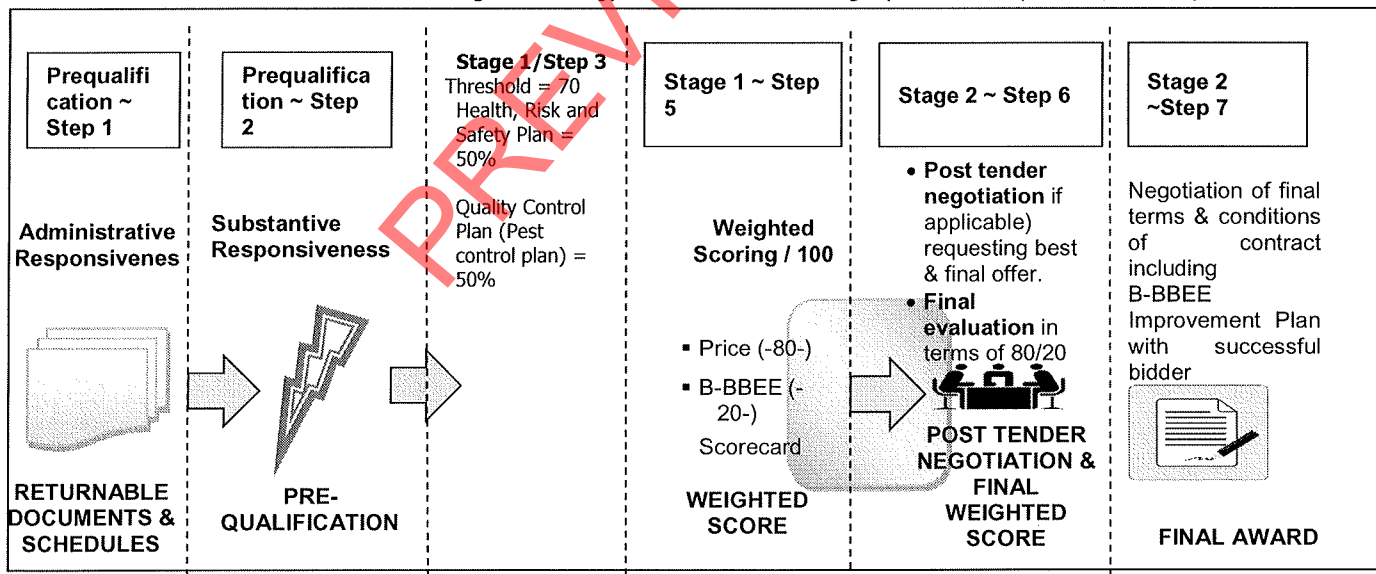 Prequalifi
cation ~
Step 1
Administrative
Responsivenes
RETURNABLE
DOCUMENTS &
SCHEDULES
Prequalifica
tion ~ Step
2
Substantive
Responsiveness
PRE-
QUALIFICATION
Stage 1/Step 3
Threshold = 70
Health, Risk and
Safety Plan =
50%
Quality Control
Plan (Pest
control plan) =
50%
Stage 1 ~ Step
5
Weighted
Scoring / 100
▪ Price (-80-)
▪ B-BBEE (-
20-)
Scorecard
WEIGHTED
SCORE
Stage 2 ~ Step 6
• Post tender
negotiation if
applicable)
requesting best
& final offer.
• Final
evaluation in
terms of 80/20
POST TENDER
NEGOTIATION &
FINAL
WEIGHTED
SCORE
Stage 2
~Step 7
Negotiation of final
terms & conditions
of contract
including
B-BBEE
Improvement Plan
with successful
bidder
FINAL AWARD
PREV